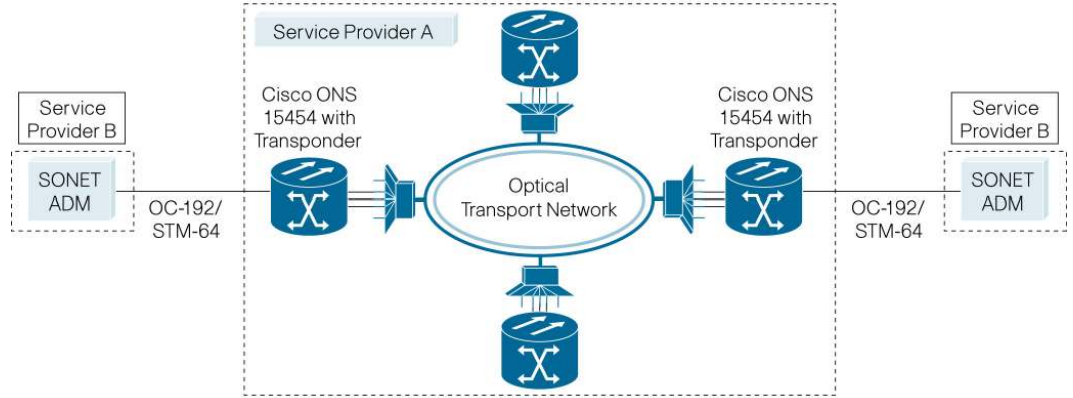 Service Provider A
Service
Provider B
SONET
ADM
OC-192/
STM-64
Cisco ONS
15454 with
Transponder
Optical
Transport Network
Cisco ONS
15454 with
Transponder
OC-192/
STM-64
Service
Provider B
SONET
ADM